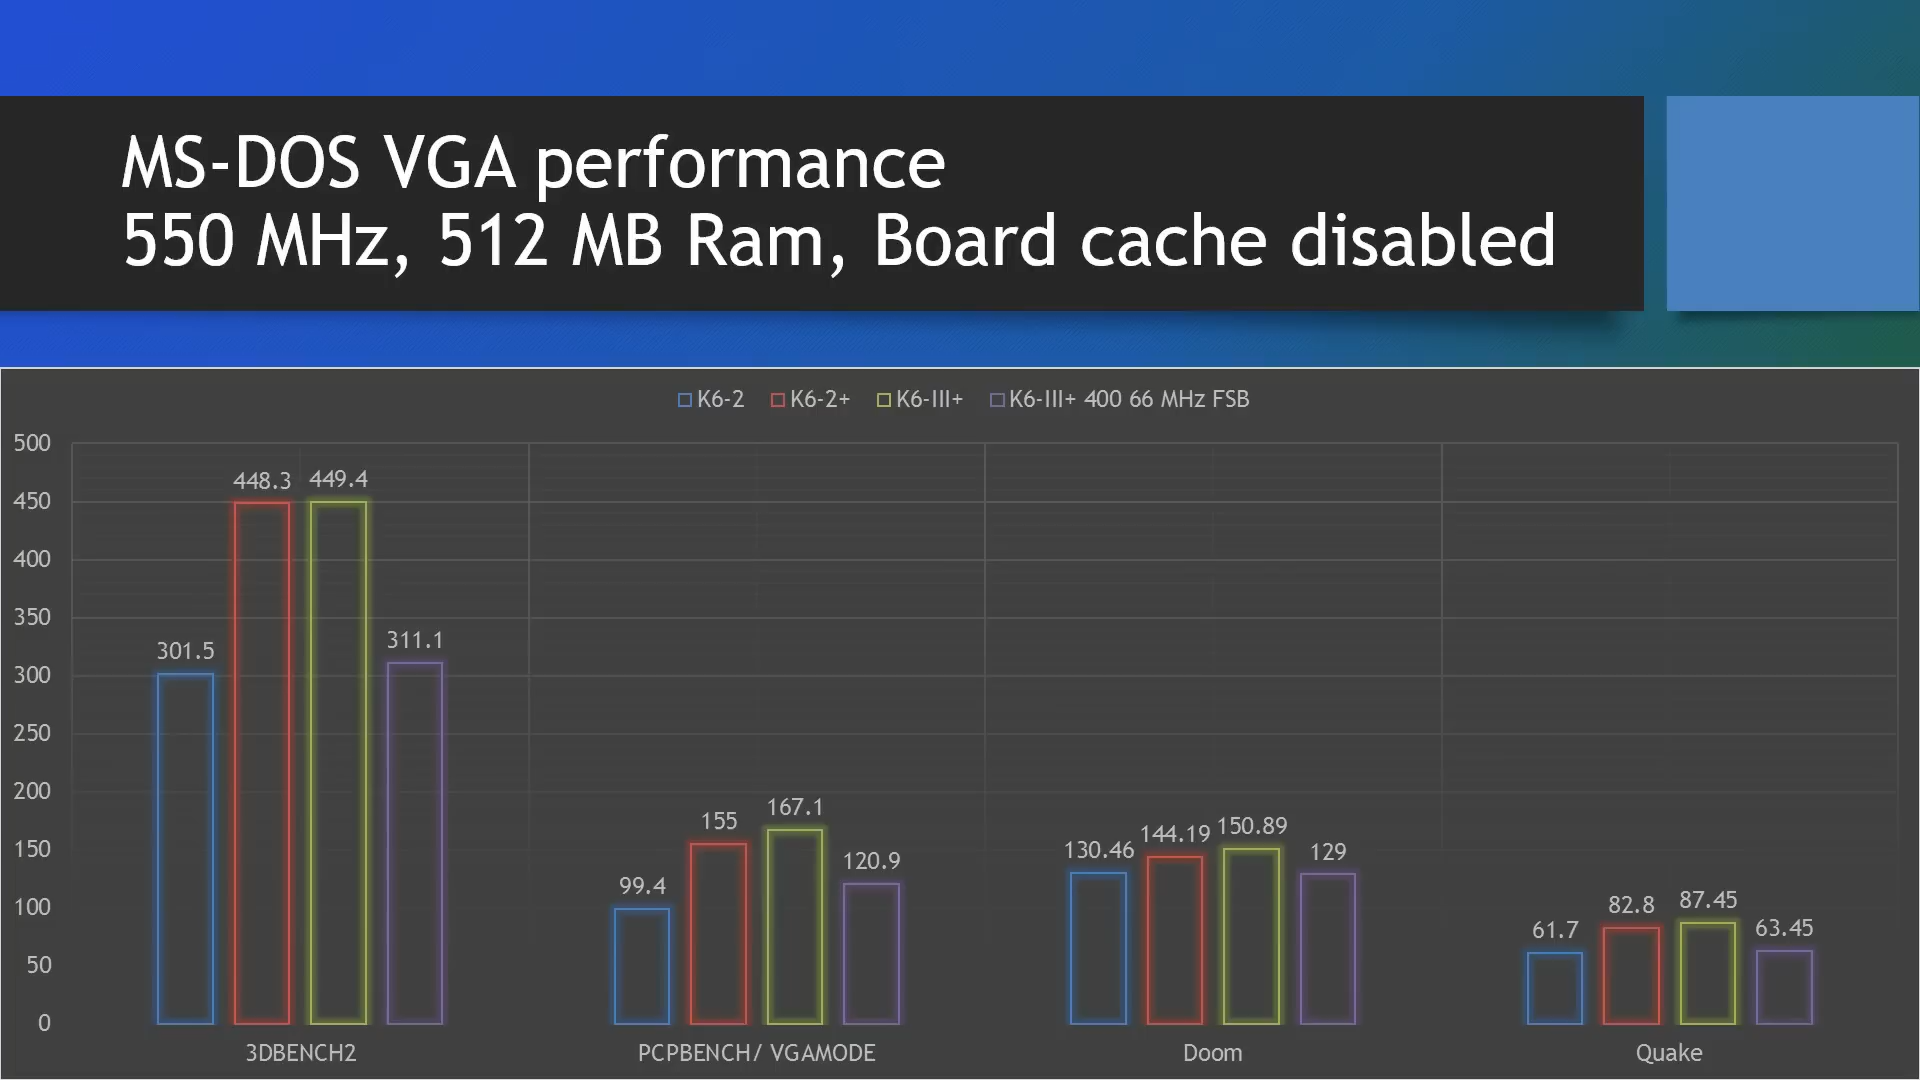 MS-DOS VGA performance
550 MHz, 512 MB Ram, Board cache disabled
K6-2 K6-2+ K6-III+ K6-III+ 400 66 MHz FSB
500
450
400
350
300
250
200
150
100
50
0
301.5 448.3 449.4 311.1
99.4 155 167.1 120.9
130.46 144.19 150.89 129
61.7 82.8 87.45 63.45
3DBENCH2 PCPBENCH/ VGAMODE Doom Quake